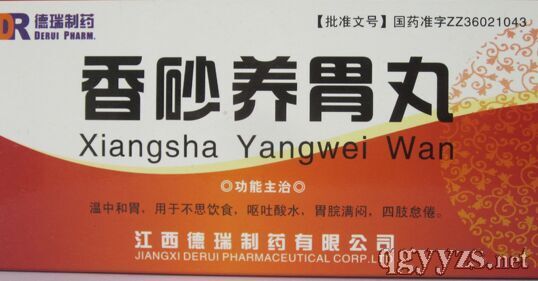 DR 德瑞制药
DERUI PHARM.
【批准文号】国药准字ZZ36021043
香砂养胃丸
Xiangsha Yangwei Wan
◎功能主治◎
温中和胃，用于不思饮食，呕吐酸水，胃脘满闷，四肢怠倦。
江西德瑞制药有限公司
JIANGXI DERUI PHARMACEUTICAL CORP.LTD
qgyyzs.net